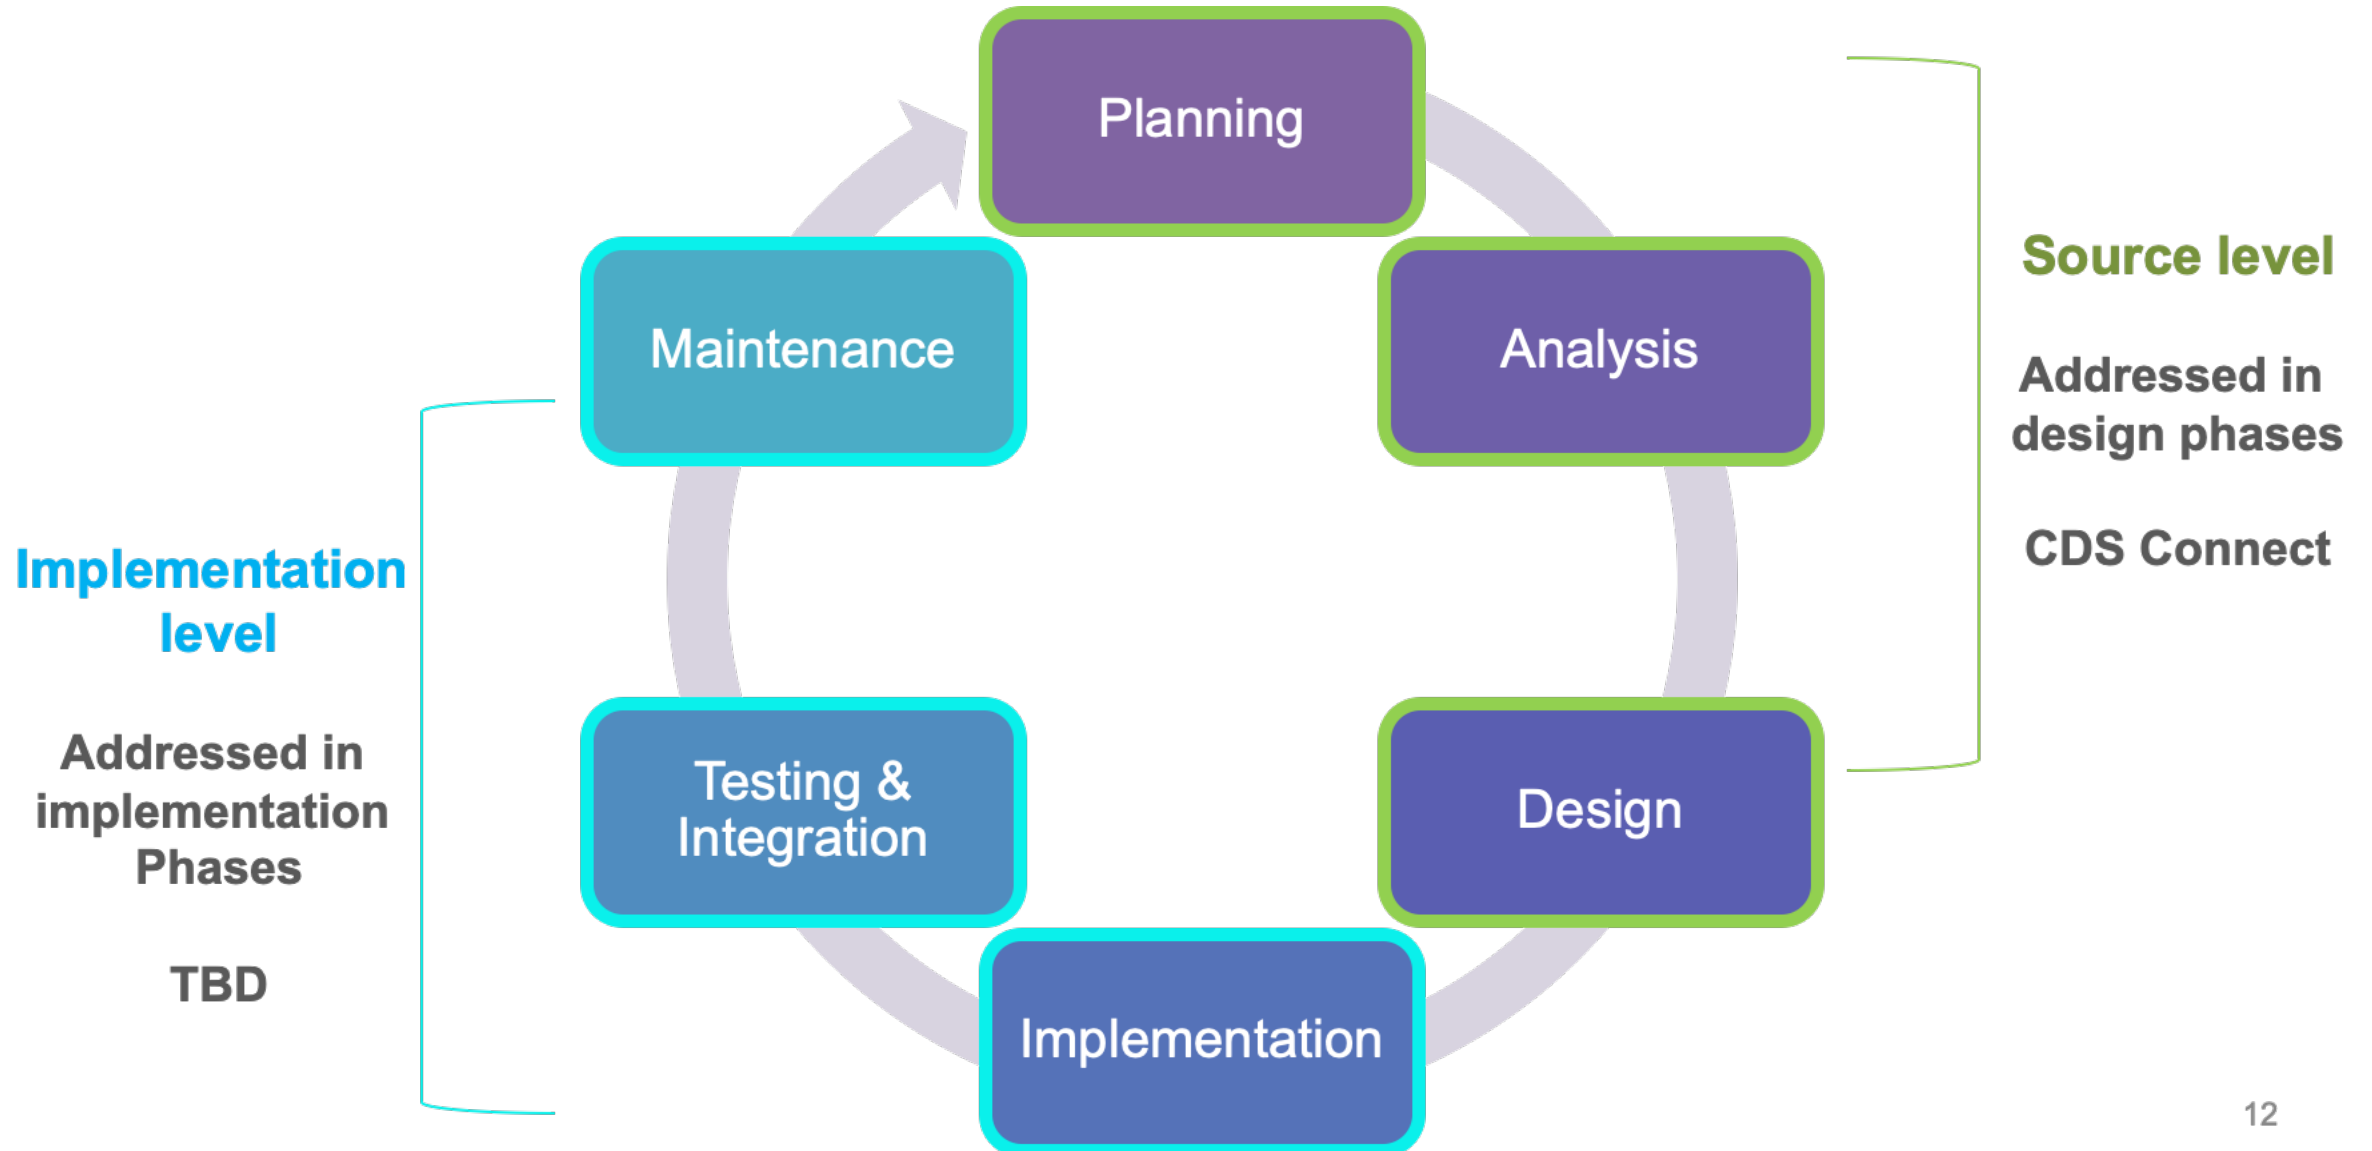 Planning
Analysis
Design
Implementation
Testing &
Integration
Maintenance
Source level
Addressed in
design phases
CDS Connect
Implementation
level
Addressed in
implementation
Phases
TBD
12